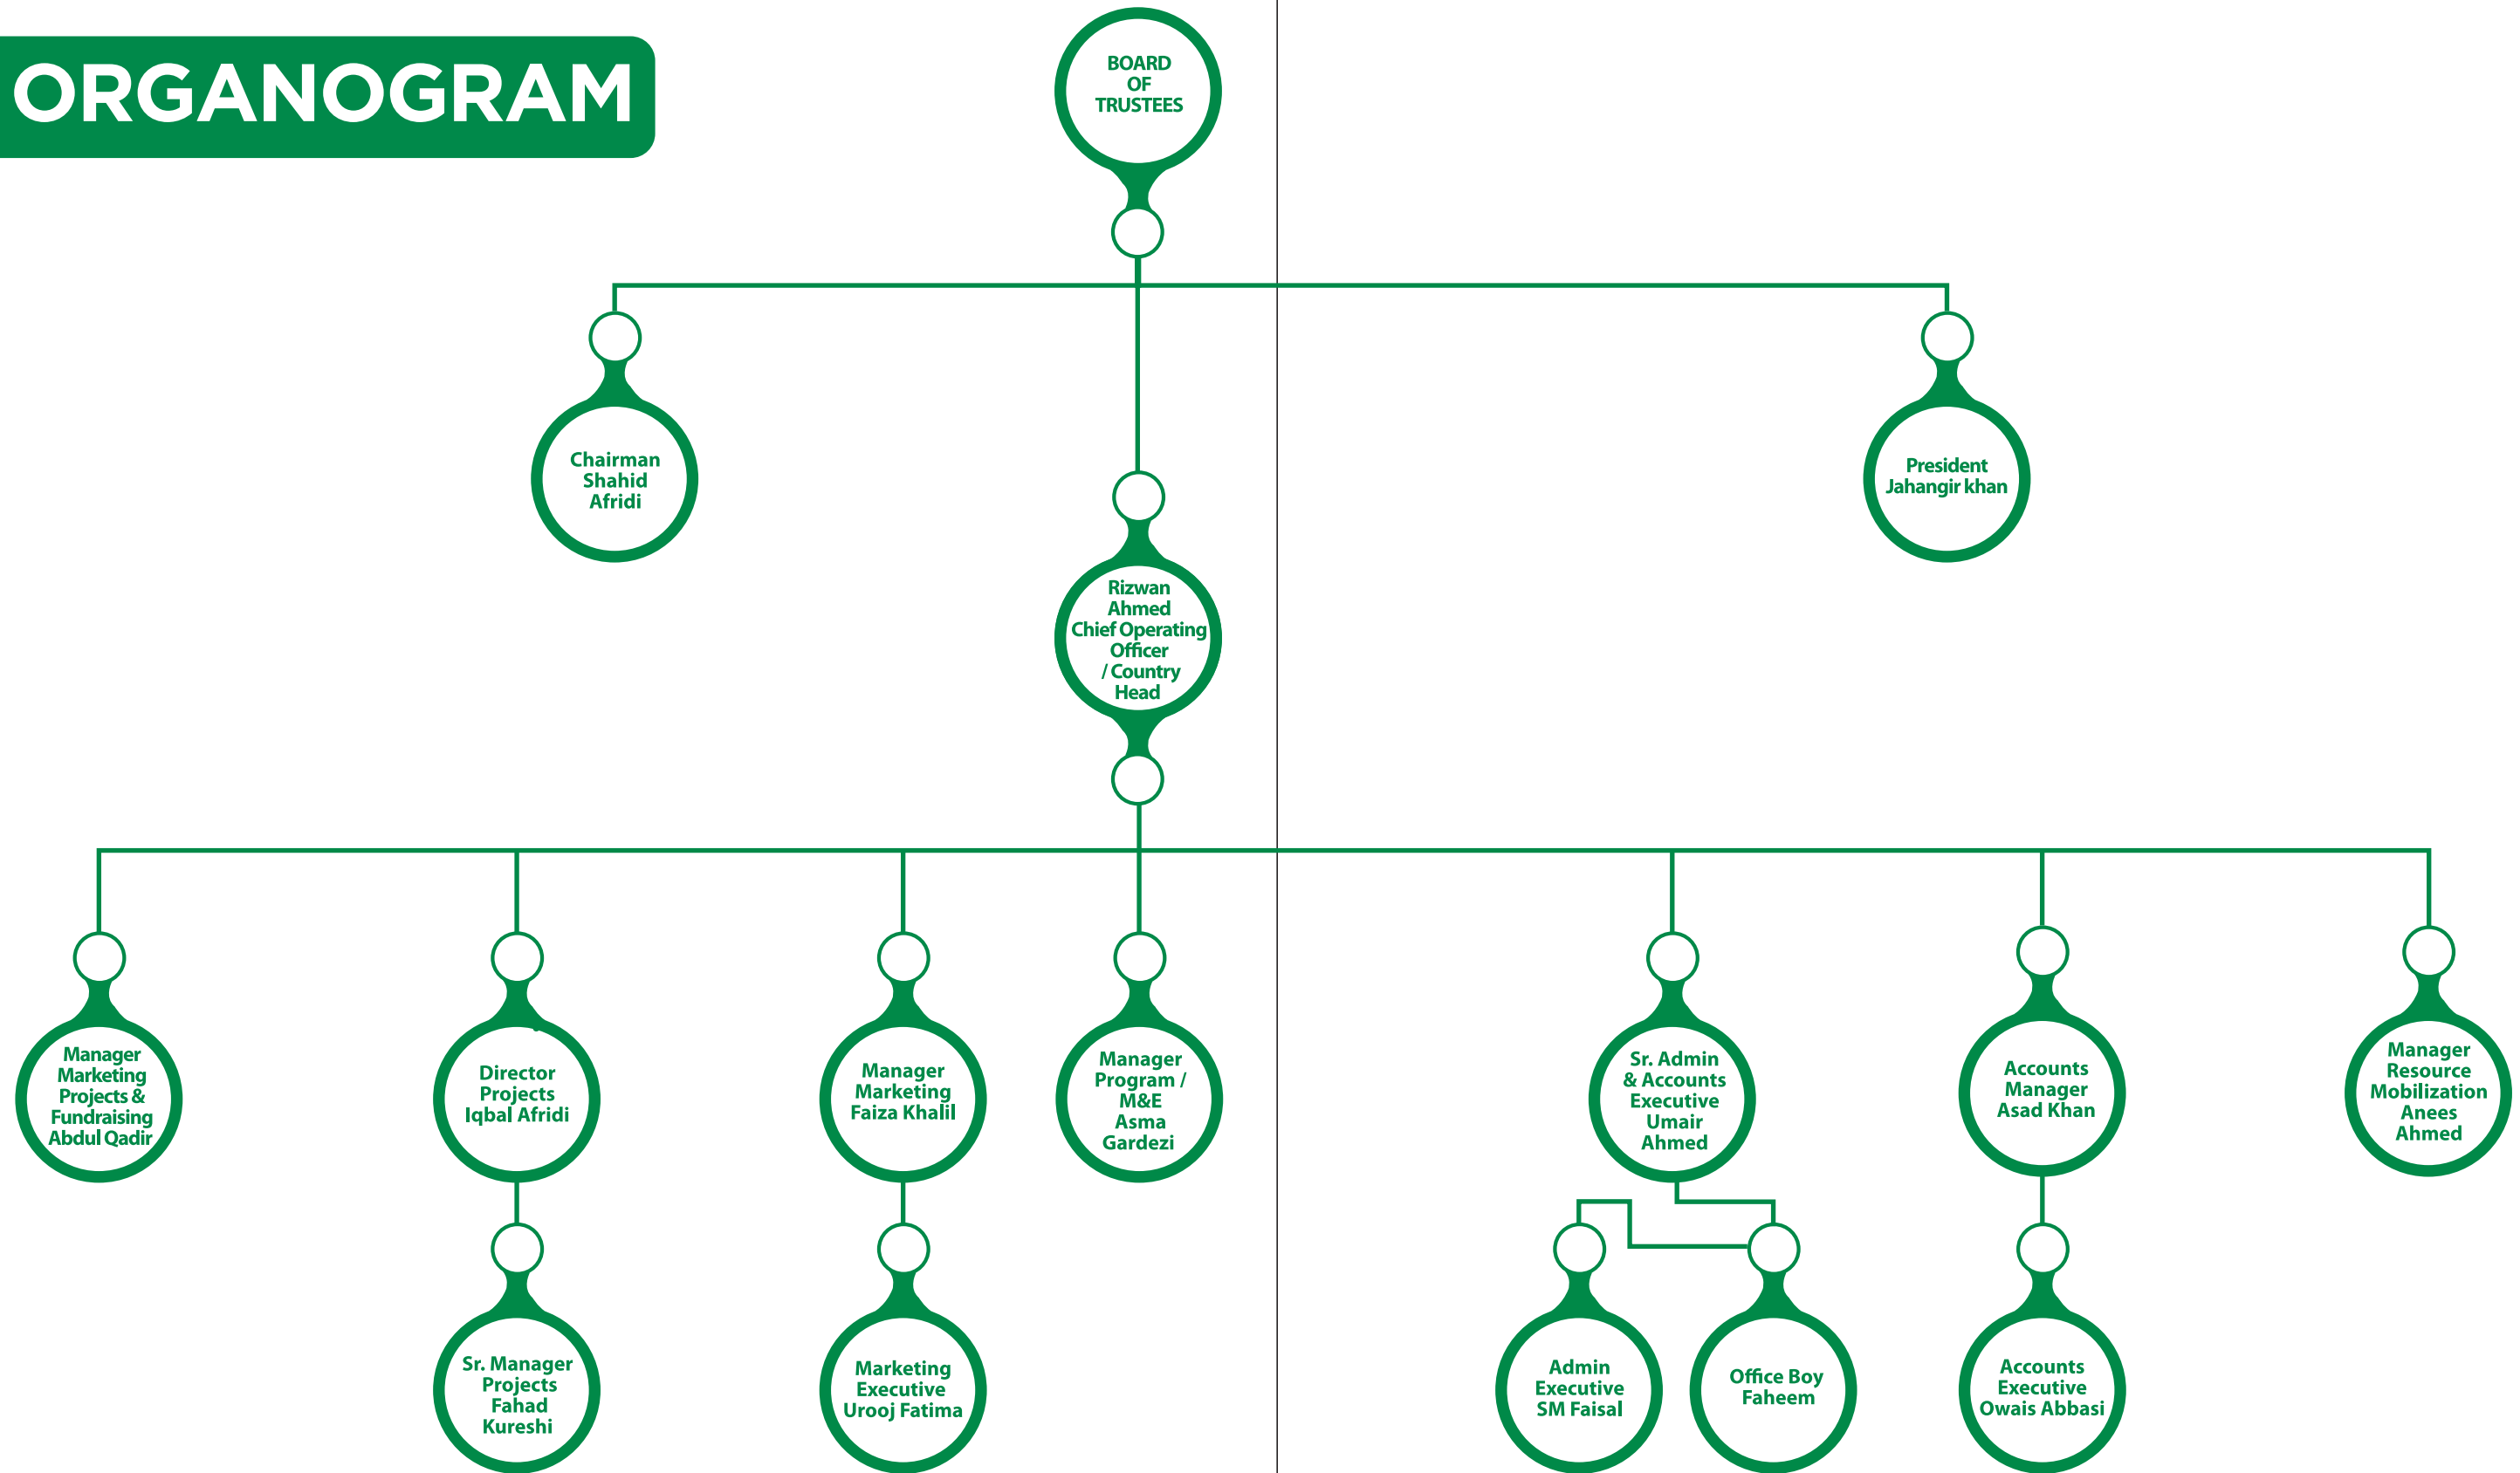 ORGANOGRAM
BOARD
OF
TRUSTEES
Chairman
Shahid
Afridi
President
Jahangir khan
Rizwan
Ahmed
Chief Operating
Officer
/ Country
Head
Manager
Marketing
Projects &
Fundraising
Abdul Qadir
Director
Projects
Iqbal Afridi
Manager
Marketing
Faiza Khalil
Manager
Program /
M&E
Asma
Gardezi
Sr. Admin
& Accounts
Executive
Umair
Ahmed
Accounts
Manager
Asad Khan
Manager
Resource
Mobilization
Anees
Ahmed
Sr. Manager
Projects
Fahad
Kureshi
Marketing
Executive
Urooj Fatima
Admin
Executive
SM Faisal
Office Boy
Faheem
Accounts
Executive
Owais Abbasi